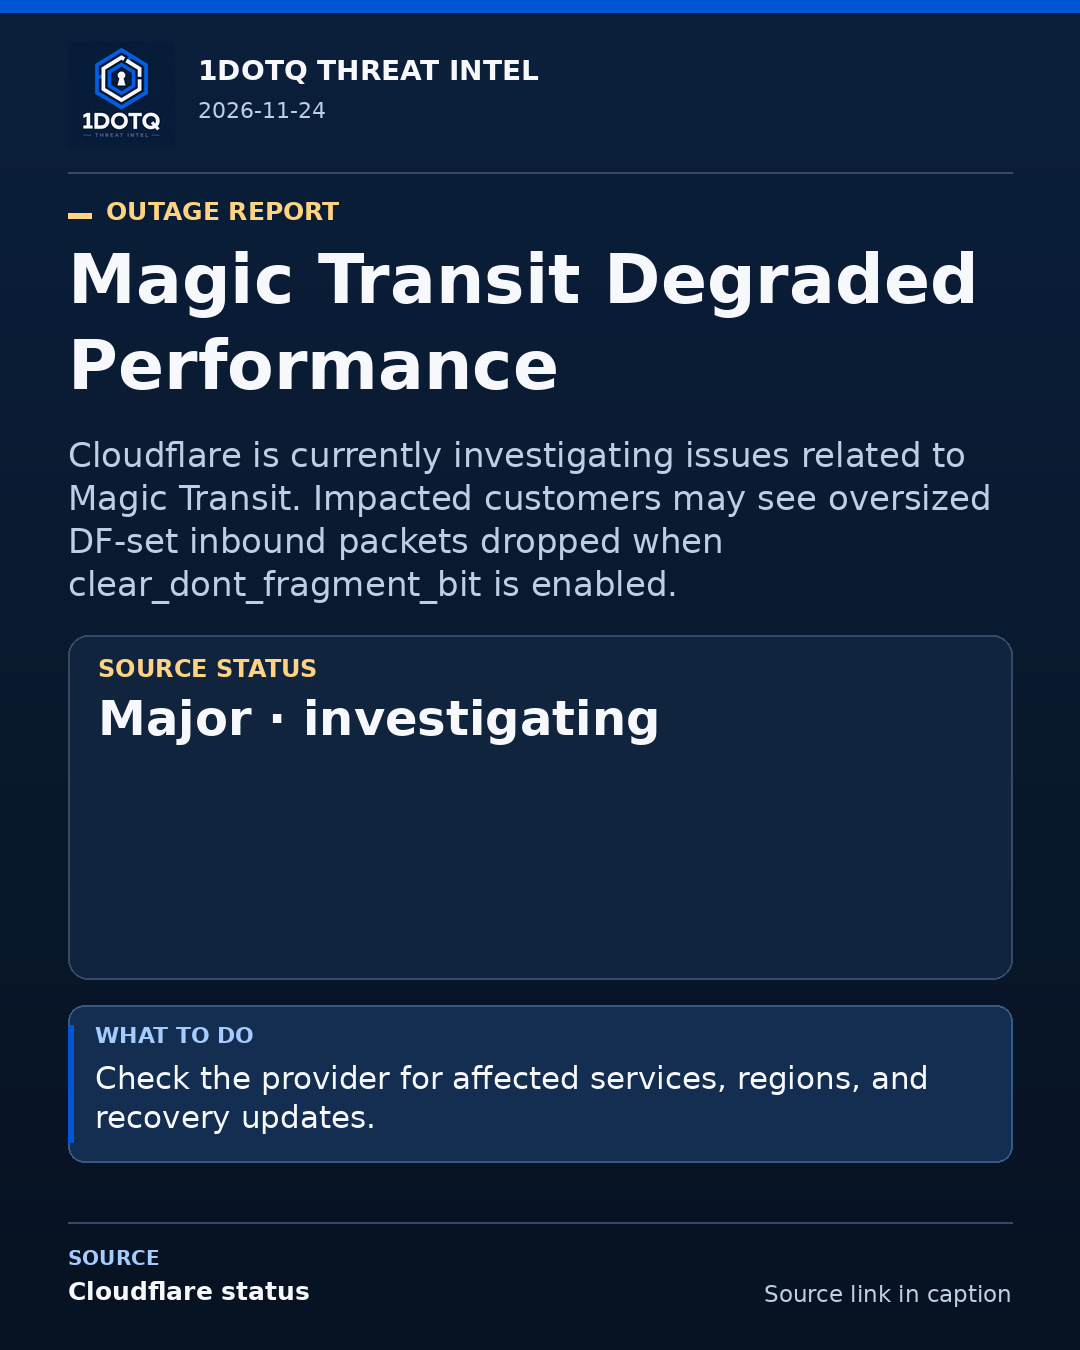 1DOTQ
THREAT INTEL
1DOTQ THREAT INTEL
2026-11-24
OUTAGE REPORT
Magic Transit Degraded
Performance
Cloudflare is currently investigating issues related to
Magic Transit. Impacted customers may see oversized
DF-set inbound packets dropped when
clear_dont_fragment_bit is enabled.
SOURCE STATUS
Major · investigating
WHAT TO DO
Check the provider for affected services, regions, and
recovery updates.
SOURCE
Cloudflare status
Source link in caption